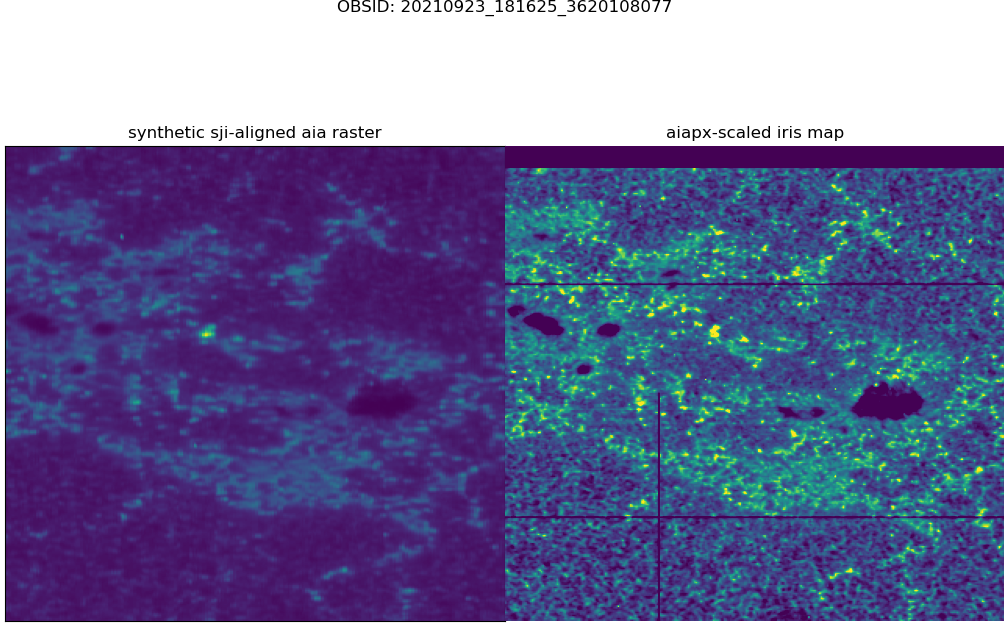 OBSID: 20210923_181625_3620108077
synthetic sji-aligned aia raster
aiapx-scaled iris map